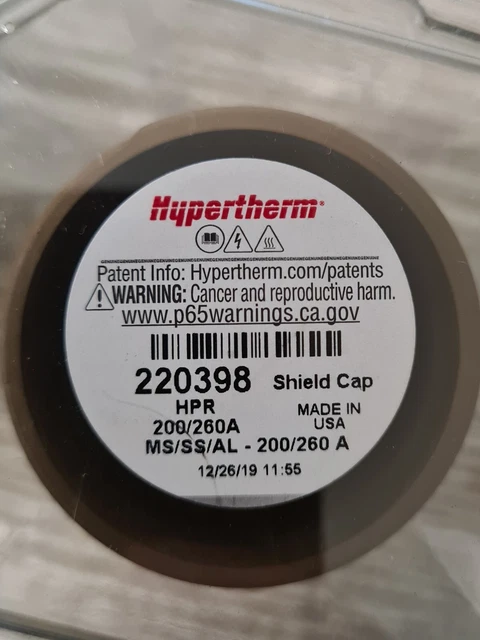 Hypertherm®
Patent Info: Hypertherm.com/patents
WARNING: Cancer and reproductive harm.
www.p65warnings.ca.gov
220398 Shield Cap
HPR MADE IN
200/260A USA
MS/SS/AL - 200/260 A
12/26/19 11:55